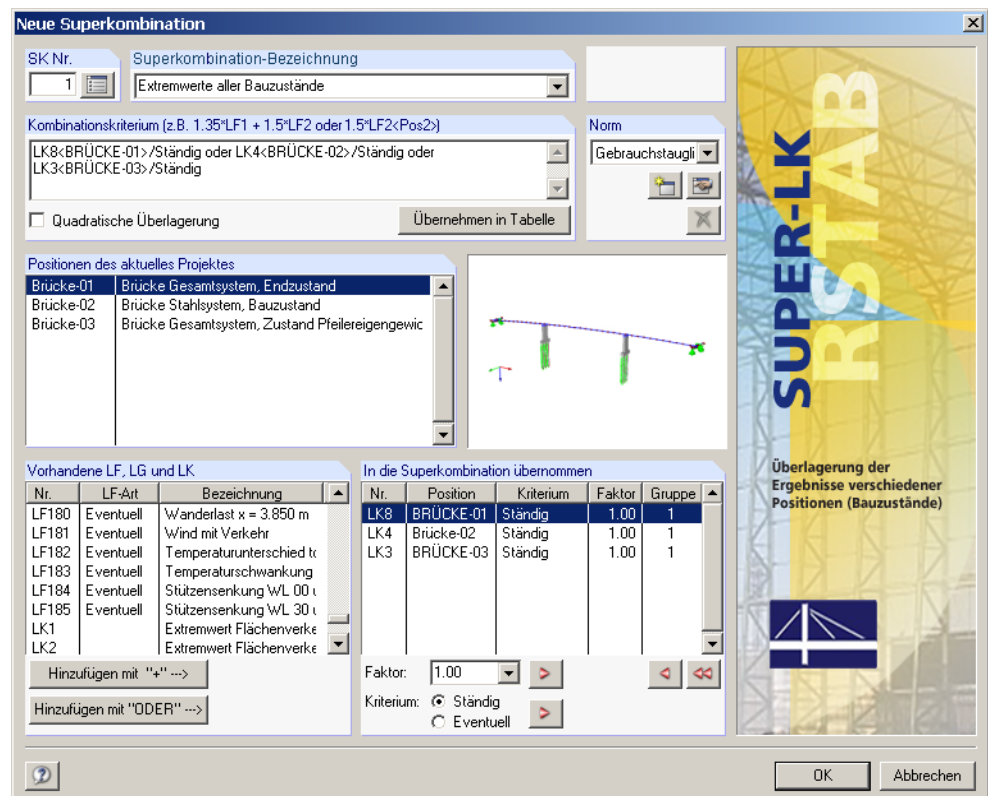 Neue Superkombination
SK Nr.
1
Superkombination-Bezeichnung
Extremwerte aller Bauzustände
Kombinationskriterium (z.B. 1.35*LF1 + 1.5*LF2 oder 1.5*LF2<Pos2>)
LK8<BRÜCKE-01>/Ständig oder LK4<BRÜCKE-02>/Ständig oder
LK3<BRÜCKE-03>/Ständig
Quadratische Überlagerung
Übernehmen in Tabelle
Norm
Gebrauchstaugli
Positionen des aktuelles Projektes
Brücke-01 Brücke Gesamtsystem, Endzustand
Brücke-02 Brücke Stahlsystem, Bauzustand
Brücke-03 Brücke Gesamtsystem, Zustand Pfeilereigengewic
Vorhandene LF, LG und LK
Nr. LF-Art Bezeichnung
LF180 Eventuell Wanderlast x = 3.850 m
LF181 Eventuell Wind mit Verkehr
LF182 Eventuell Temperaturunterschied to
LF183 Eventuell Temperaturschwankung
LF184 Eventuell Stützensenkung WL 00 u
LF185 Eventuell Stützensenkung WL 30 u
LK1 Extremwert Flächenverke
LK2 Extremwert Flächenverke
Hinzufügen mit "+" --->
Hinzufügen mit "ODER" --->
In die Superkombination übernommen
Nr. Position Kriterium Faktor Gruppe
LK8 BRÜCKE-01 Ständig 1.00 1
LK4 Brücke-02 Ständig 1.00 1
LK3 BRÜCKE-03 Ständig 1.00 1
Faktor: 1.00
Kriterium: Ständig
Eventuell
SUPER-LK
RSTAB
Überlagerung der
Ergebnisse verschiedener
Positionen (Bauzustände)
OK
Abbrechen